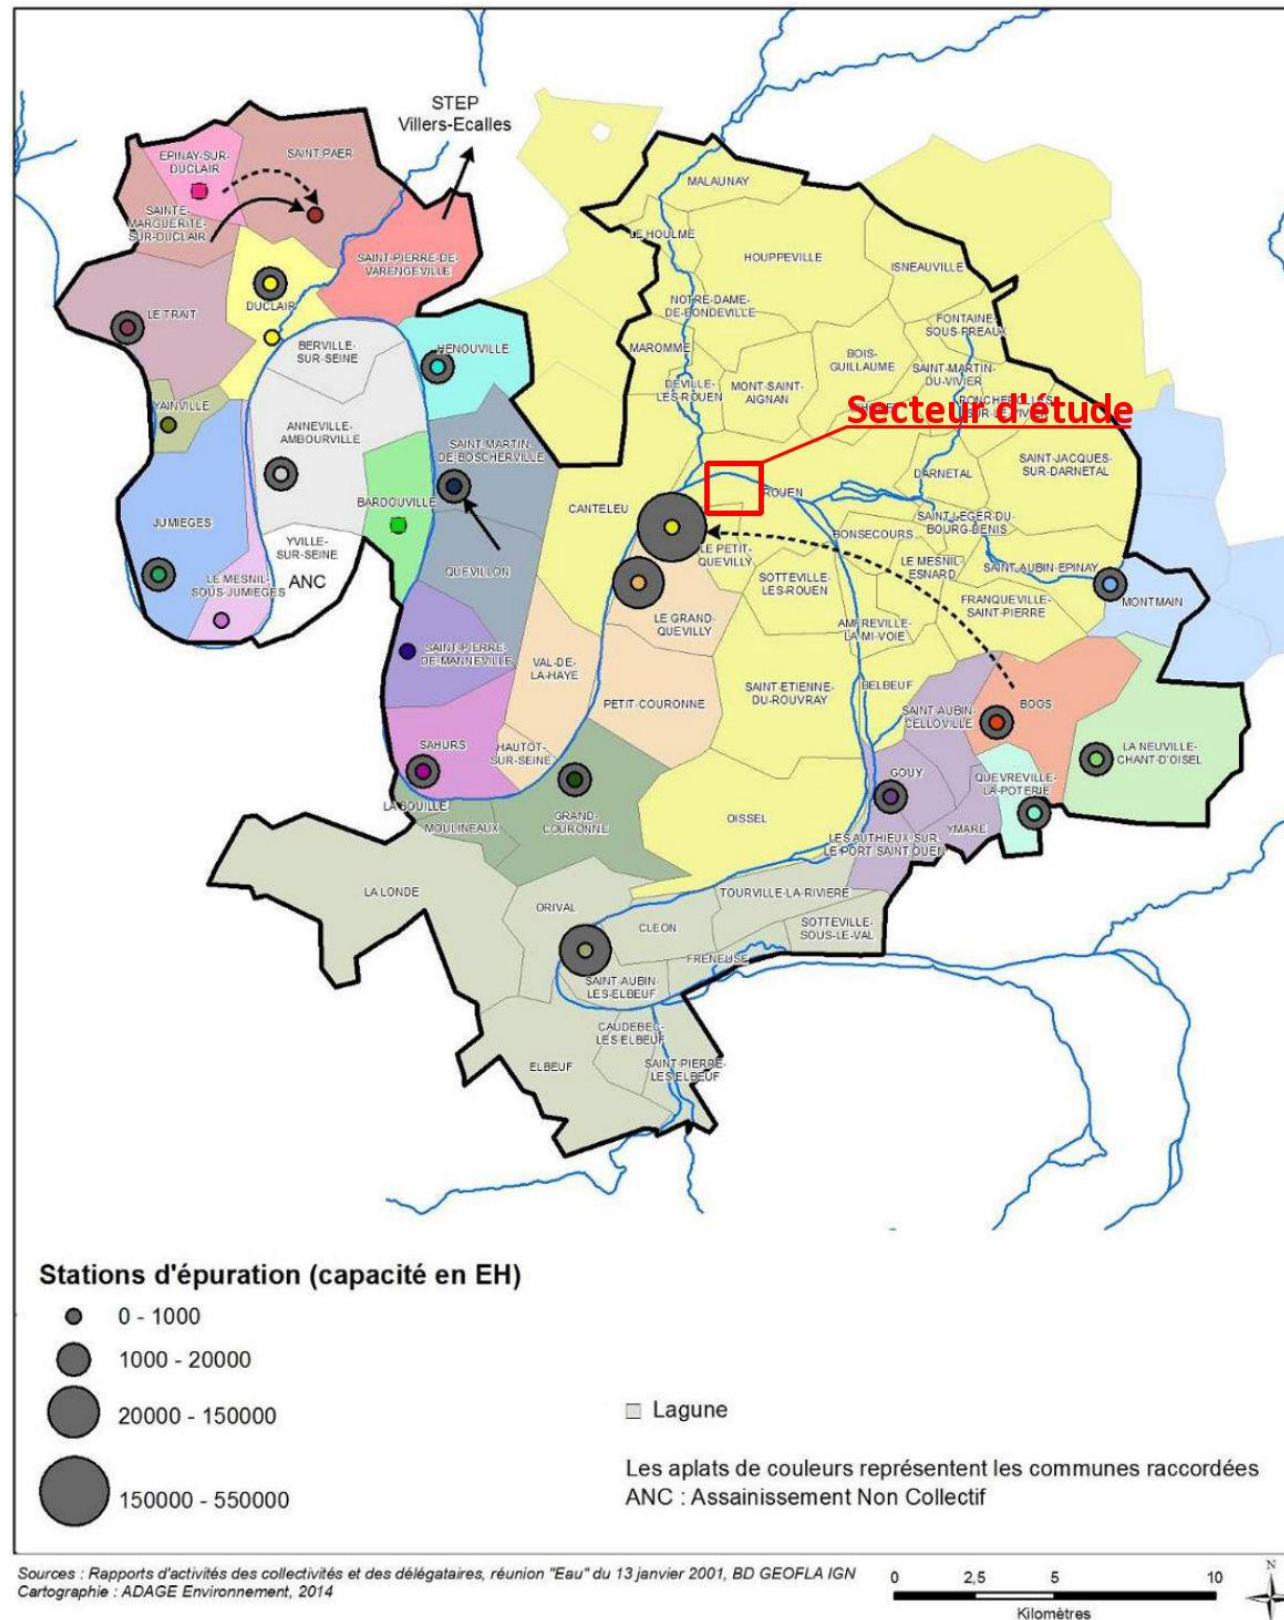 STEP
Villers-Ecalles
EPINAY-SUR-
DUCLAIR
SAINT-PAER
SAINTE-
MARGUERITE-
SUR-DUCLAIR
SAINT-PIERRE-DE-
VARENGEVILLE
MALAUNAY
LE HOULME
HOUPPEVILLE
ISNEAUVILLE
LE TRAIT
DUCLAIR
NOTRE-DAME-
DE-BONDEVILLE
FONTAINE-
SOUS-PREAUX
BERVILLE-
SUR-SEINE
HENOUVILLE
MAROMME
BOIS-
GUILLAUME
SAINT-MARTIN-
DU-VIVIER
DEVILLE-
LES-ROUEN
MONT-SAINT-
AIGNAN
Secteur d'étude
YAINVILLE
ANNEVILLE-
AMBOURVILLE
SAINT-MARTIN-
DE-BOSCHERVILLE
DARNETAL
SAINT-JACQUES-
SUR-DARNETAL
BARDOUVILLE
CANTELEU
ROUEN
JUMIEGES
YVILLE-
SUR-SEINE
ANC
SAINT-LEGER-DU-
BOURG-DENIS
BONSECOURS
LE PETIT-
QUEVILLY
LE MESNIL-
ESNARD
SAINT-AUBIN-EPINAY
LE MESNIL-
SOUS-JUMIEGES
QUEVILLON
SOTTEVILLE-
LES-ROUEN
FRANQUEVILLE-
SAINT-PIERRE
MONTMAIN
LE GRAND-
QUEVILLY
AMFREVILLE-
LA-MI-VOIE
SAINT-PIERRE-
DE-MANNEVILLE
VAL-DE-
LA-HAYE
PETIT-COURONNE
SAINT-ETIENNE-
DU-ROUVRAY
BELBEUF
SAINT-AUBIN-
CELLOVILLE
BOOS
SAHURS
HAUTOT-
SUR-SEINE
LA NEUVILLE-
CHANT-D'OISEL
GOUY
QUEVREVILLE-
LA-POTERIE
LA BOUILLE
MOULINEAUX
GRAND-
COURONNE
OISSEL
YMARE
LES AUTHIEUX-SUR-
LE PORT-SAINT OUEN
LA LONDE
ORIVAL
TOURVILLE-LA-RIVIERE
CLEON
SOTTEVILLE-
SOUS-LE-VAL
FRENEUSE
SAINT-AUBIN-
LES-ELBEUF
CAUDEBEC-
LES-ELBEUF
ELBEUF
SAINT-PIERRE-
LES-ELBEUF
Stations d'épuration (capacité en EH)
0 - 1000
1000 - 20000
20000 - 150000
150000 - 550000
Lagune
Les aplats de couleurs représentent les communes raccordées
ANC : Assainissement Non Collectif
Sources : Rapports d'activités des collectivités et des délégataires, réunion "Eau" du 13 janvier 2001, BD GEOFLA IGN
Cartographie : ADAGE Environnement, 2014
0 2,5 5 10
Kilomètres
N